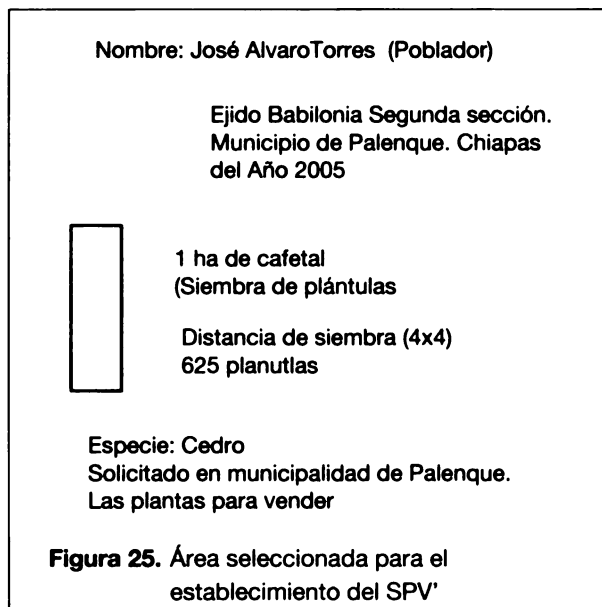 Nombre: José AlvaroTorres (Poblador)
Ejido Babilonia Segunda sección.
Municipio de Palenque. Chiapas
del Año 2005
1 ha de cafetal
(Siembra de plántulas
Distancia de siembra (4x4)
625 planutlas
Especie: Cedro
Solicitado en municipalidad de Palenque.
Las plantas para vender
Figura 25. Área seleccionada para el
establecimiento del SPV'